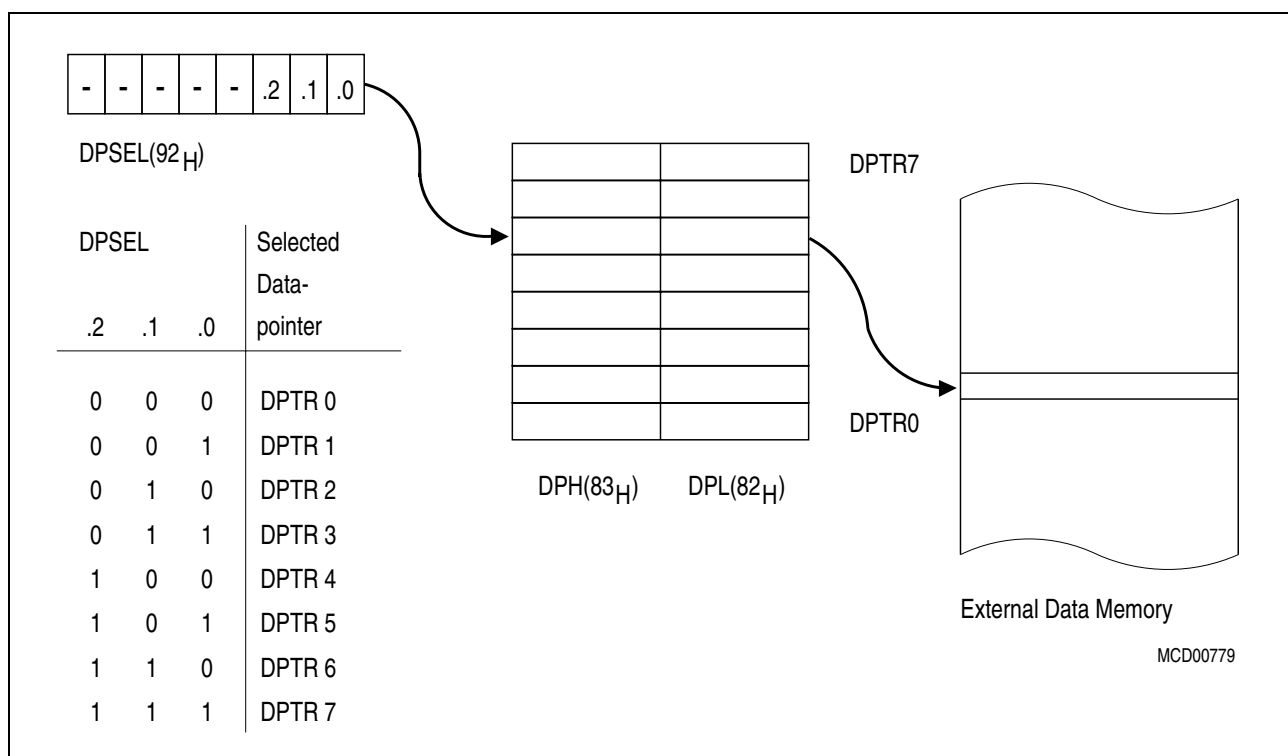 - - - - - .2 .1 .0
DPSEL(92H)
DPSEL Selected
Data-
.2 .1 .0 pointer
0 0 0 DPTR 0
0 0 1 DPTR 1
0 1 0 DPTR 2
0 1 1 DPTR 3
1 0 0 DPTR 4
1 0 1 DPTR 5
1 1 0 DPTR 6
1 1 1 DPTR 7
DPTR7
DPTR0
DPH(83H) DPL(82H)
External Data Memory
MCD00779